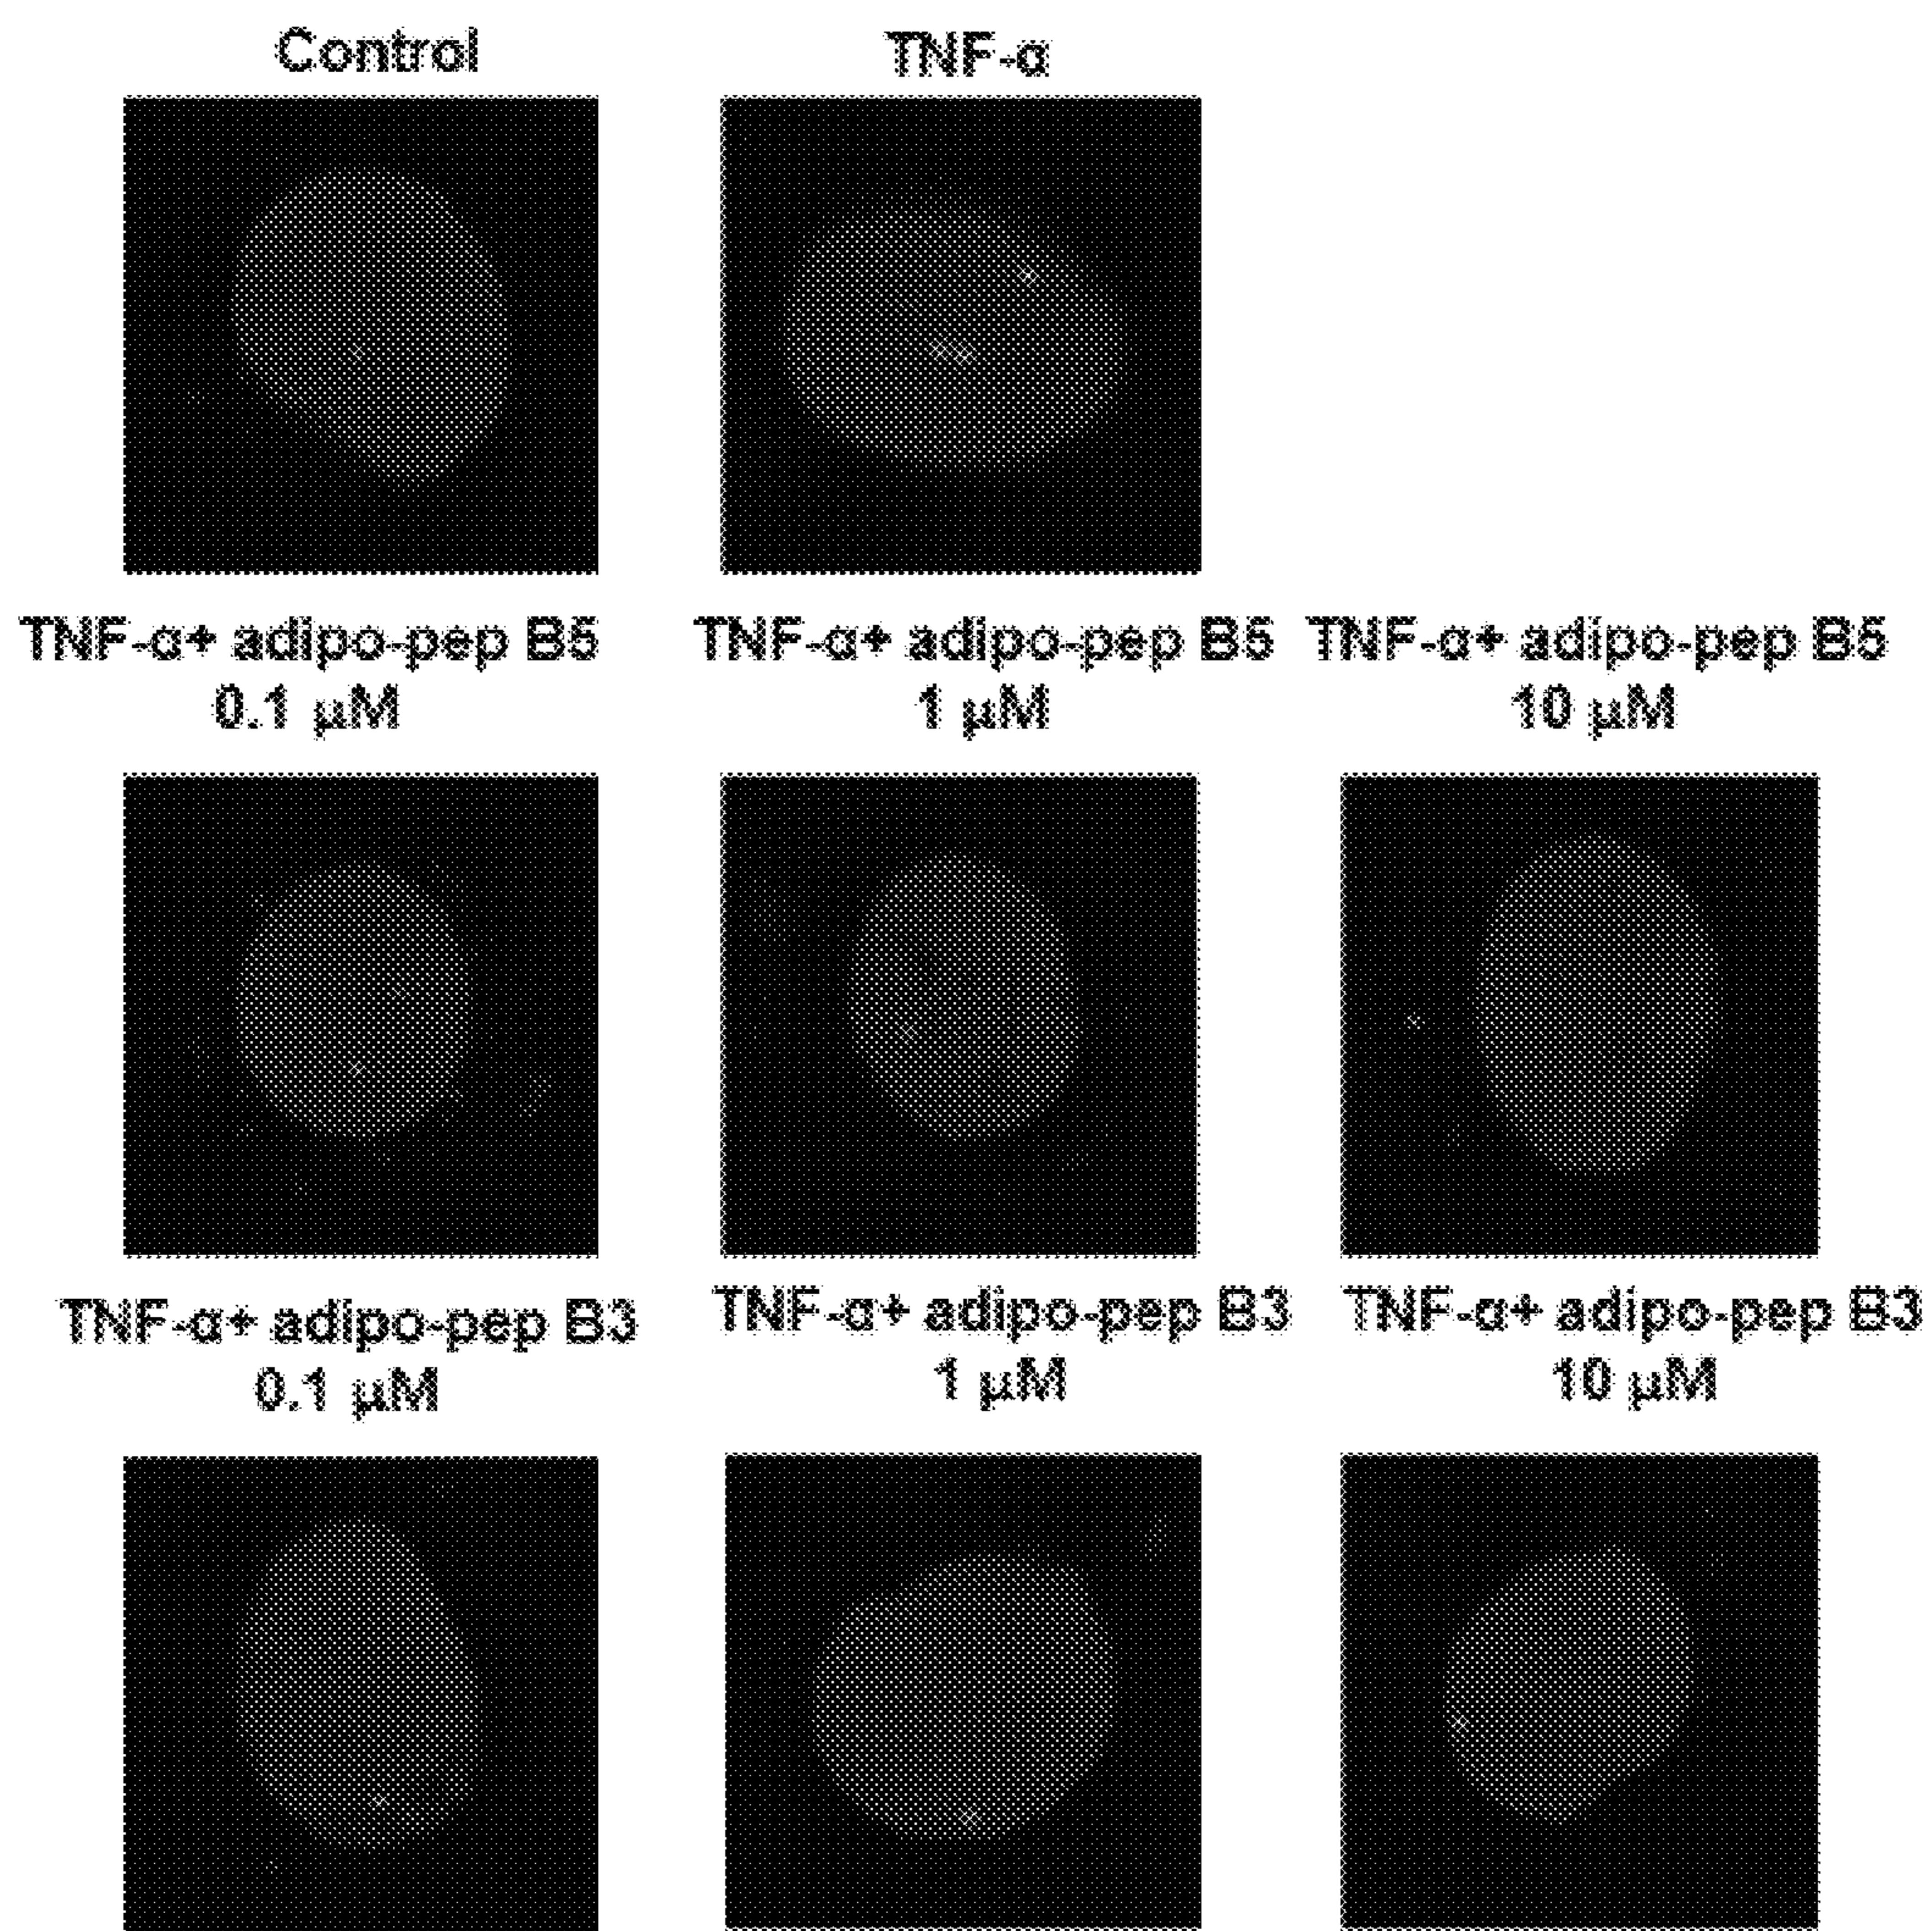 Control
TNF-α
TNF-α+ adipo-pep B5
0.1 μM
TNF-α+ adipo-pep B5
1 μM
TNF-α+ adipo-pep B5
10 μM
TNF-α+ adipo-pep B3
0.1 μM
TNF-α+ adipo-pep B3
1 μM
TNF-α+ adipo-pep B3
10 μM